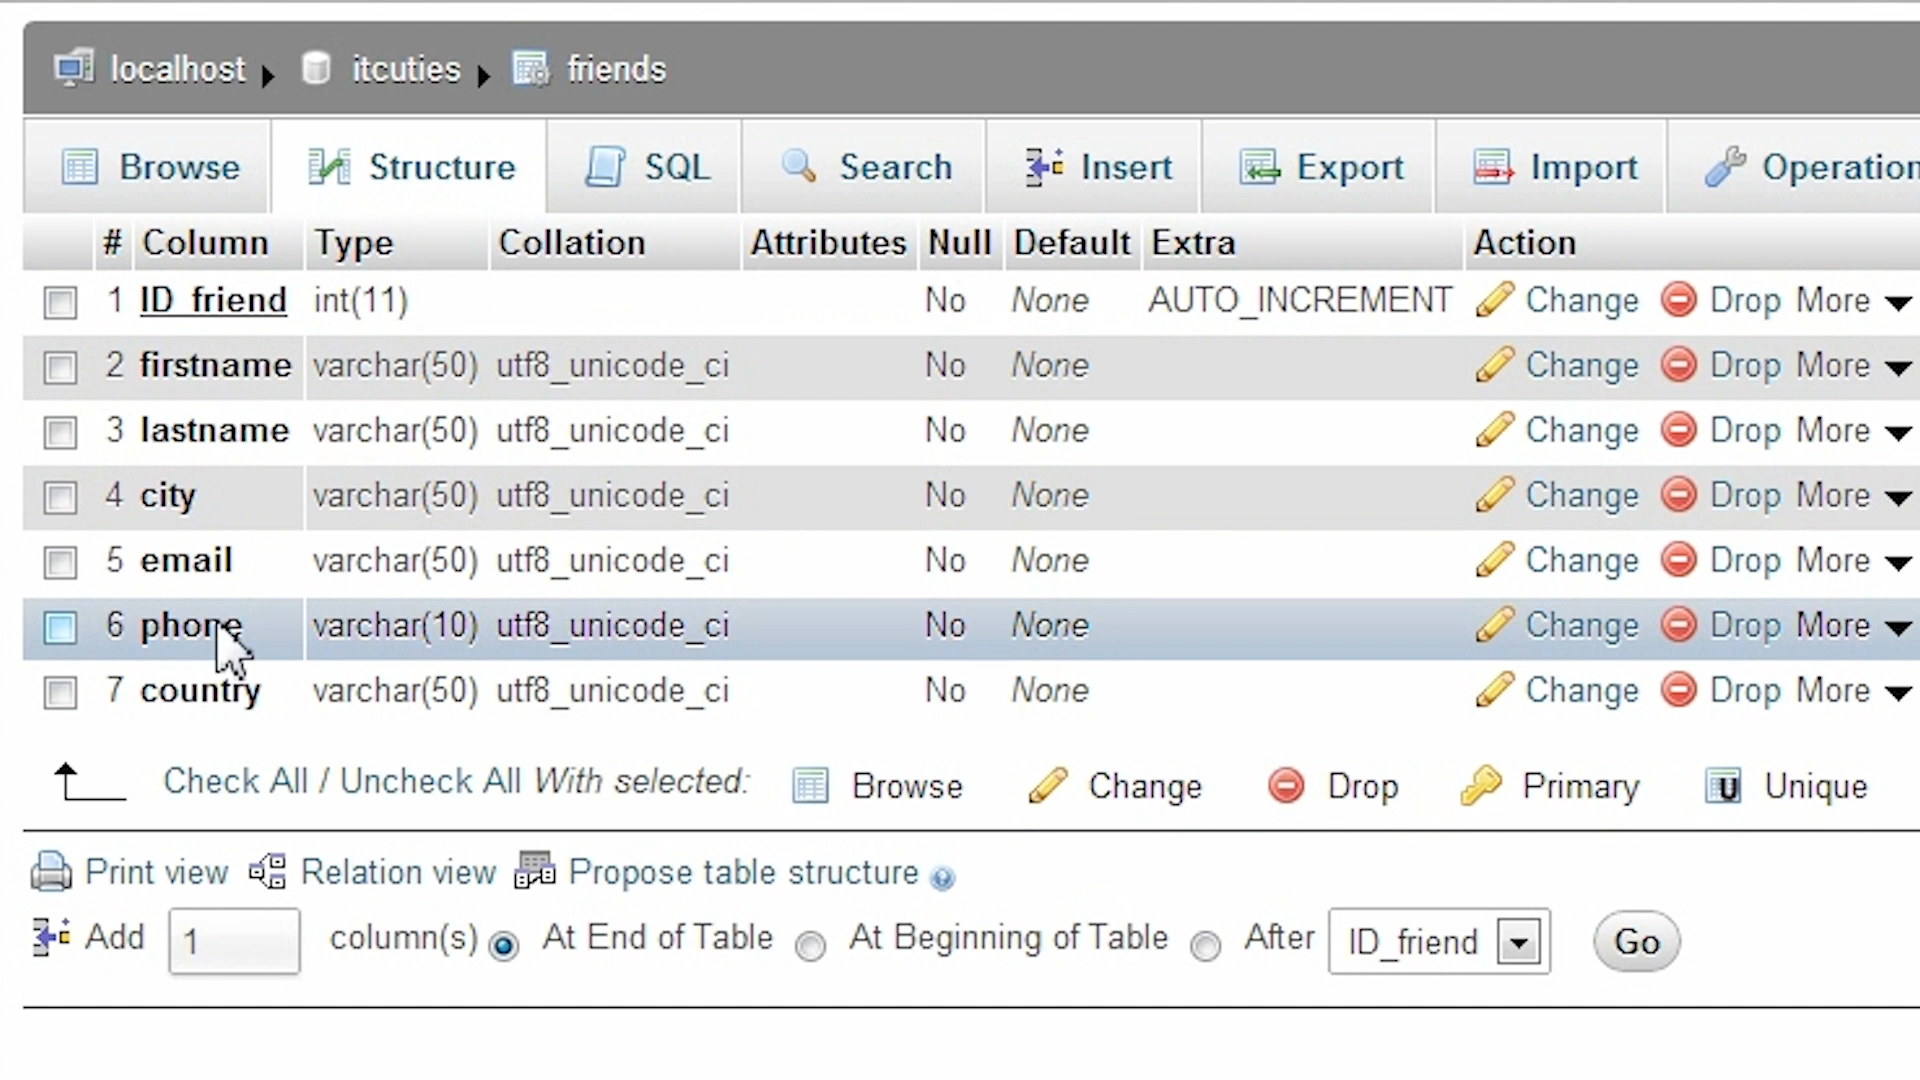 localhost itcuties friends
Browse Structure SQL Search Insert Export Import Operation
# Column Type Collation Attributes Null Default Extra Action
1 ID_friend int(11) No None AUTO_INCREMENT Change Drop More
2 firstname varchar(50) utf8_unicode_ci No None Change Drop More
3 lastname varchar(50) utf8_unicode_ci No None Change Drop More
4 city varchar(50) utf8_unicode_ci No None Change Drop More
5 email varchar(50) utf8_unicode_ci No None Change Drop More
6 phone varchar(10) utf8_unicode_ci No None Change Drop More
7 country varchar(50) utf8_unicode_ci No None Change Drop More
Check All / Uncheck All With selected: Browse Change Drop Primary U Unique
Print view Relation view Propose table structure
Add 1 column(s) At End of Table At Beginning of Table After ID_friend Go